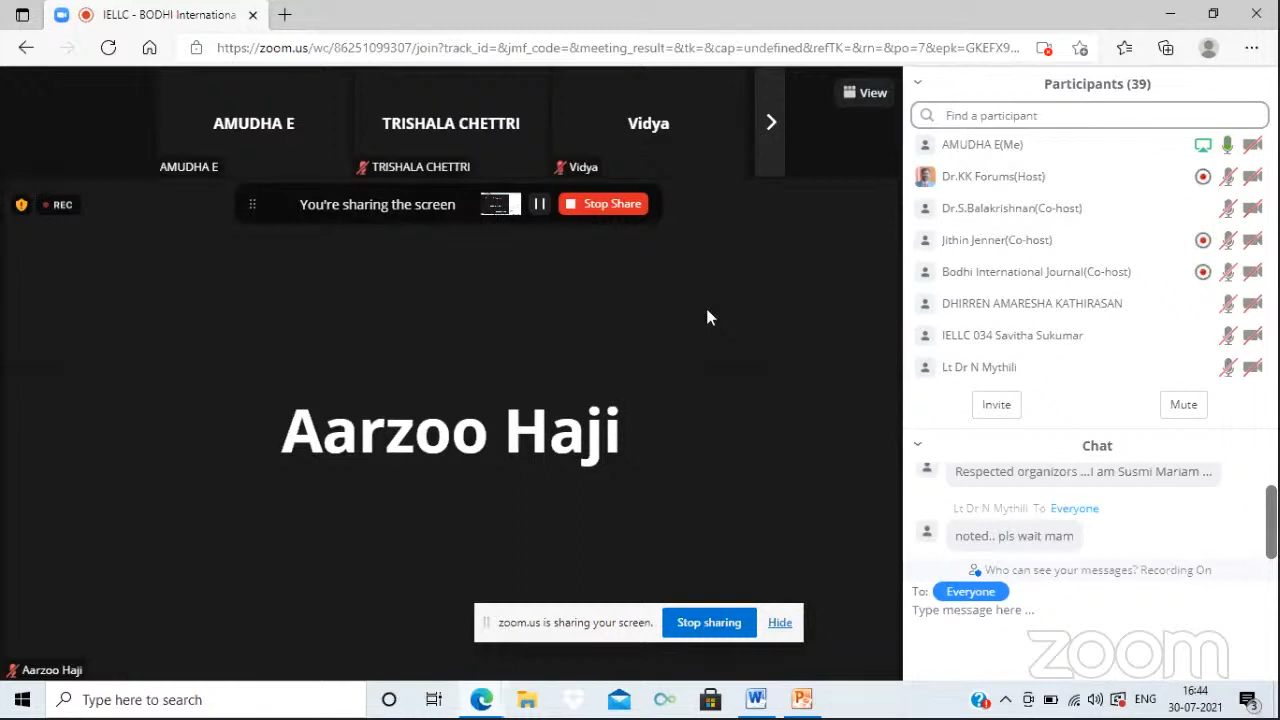 IELLC - BODHI Internationa
https://zoom.us/wc/86251099307/join?track_id=&jmf_code=&meeting_result=&tk=&cap=undefined&refTK=&rn=&po=7&epk=GKEFX9...
View
AMUDHA E
TRISHALA CHETTRI
Vidya
AMUDHA E
TRISHALA CHETTRI
Vidya
REC
You're sharing the screen
Stop Share
Aarzoo Haji
zoom.us is sharing your screen.
Stop sharing
Hide
Aarzoo Haji
Participants (39)
Find a participant
AMUDHA E(Me)
Dr.KK Forums(Host)
Dr.S.Balakrishnan(Co-host)
Jithin Jenner(Co-host)
Bodhi International Journal(Co-host)
DHIRREN AMARESHA KATHIRASAN
IELLC 034 Savitha Sukumar
Lt Dr N Mythili
Invite
Mute
Chat
Respected organizors ...I am Susmi Mariam ...
Lt Dr N Mythili To Everyone
noted.. pls wait mam
Who can see your messages? Recording On
To: Everyone
Type message here ...
zoom
Type here to search
ENG
16:44
30-07-2021
3